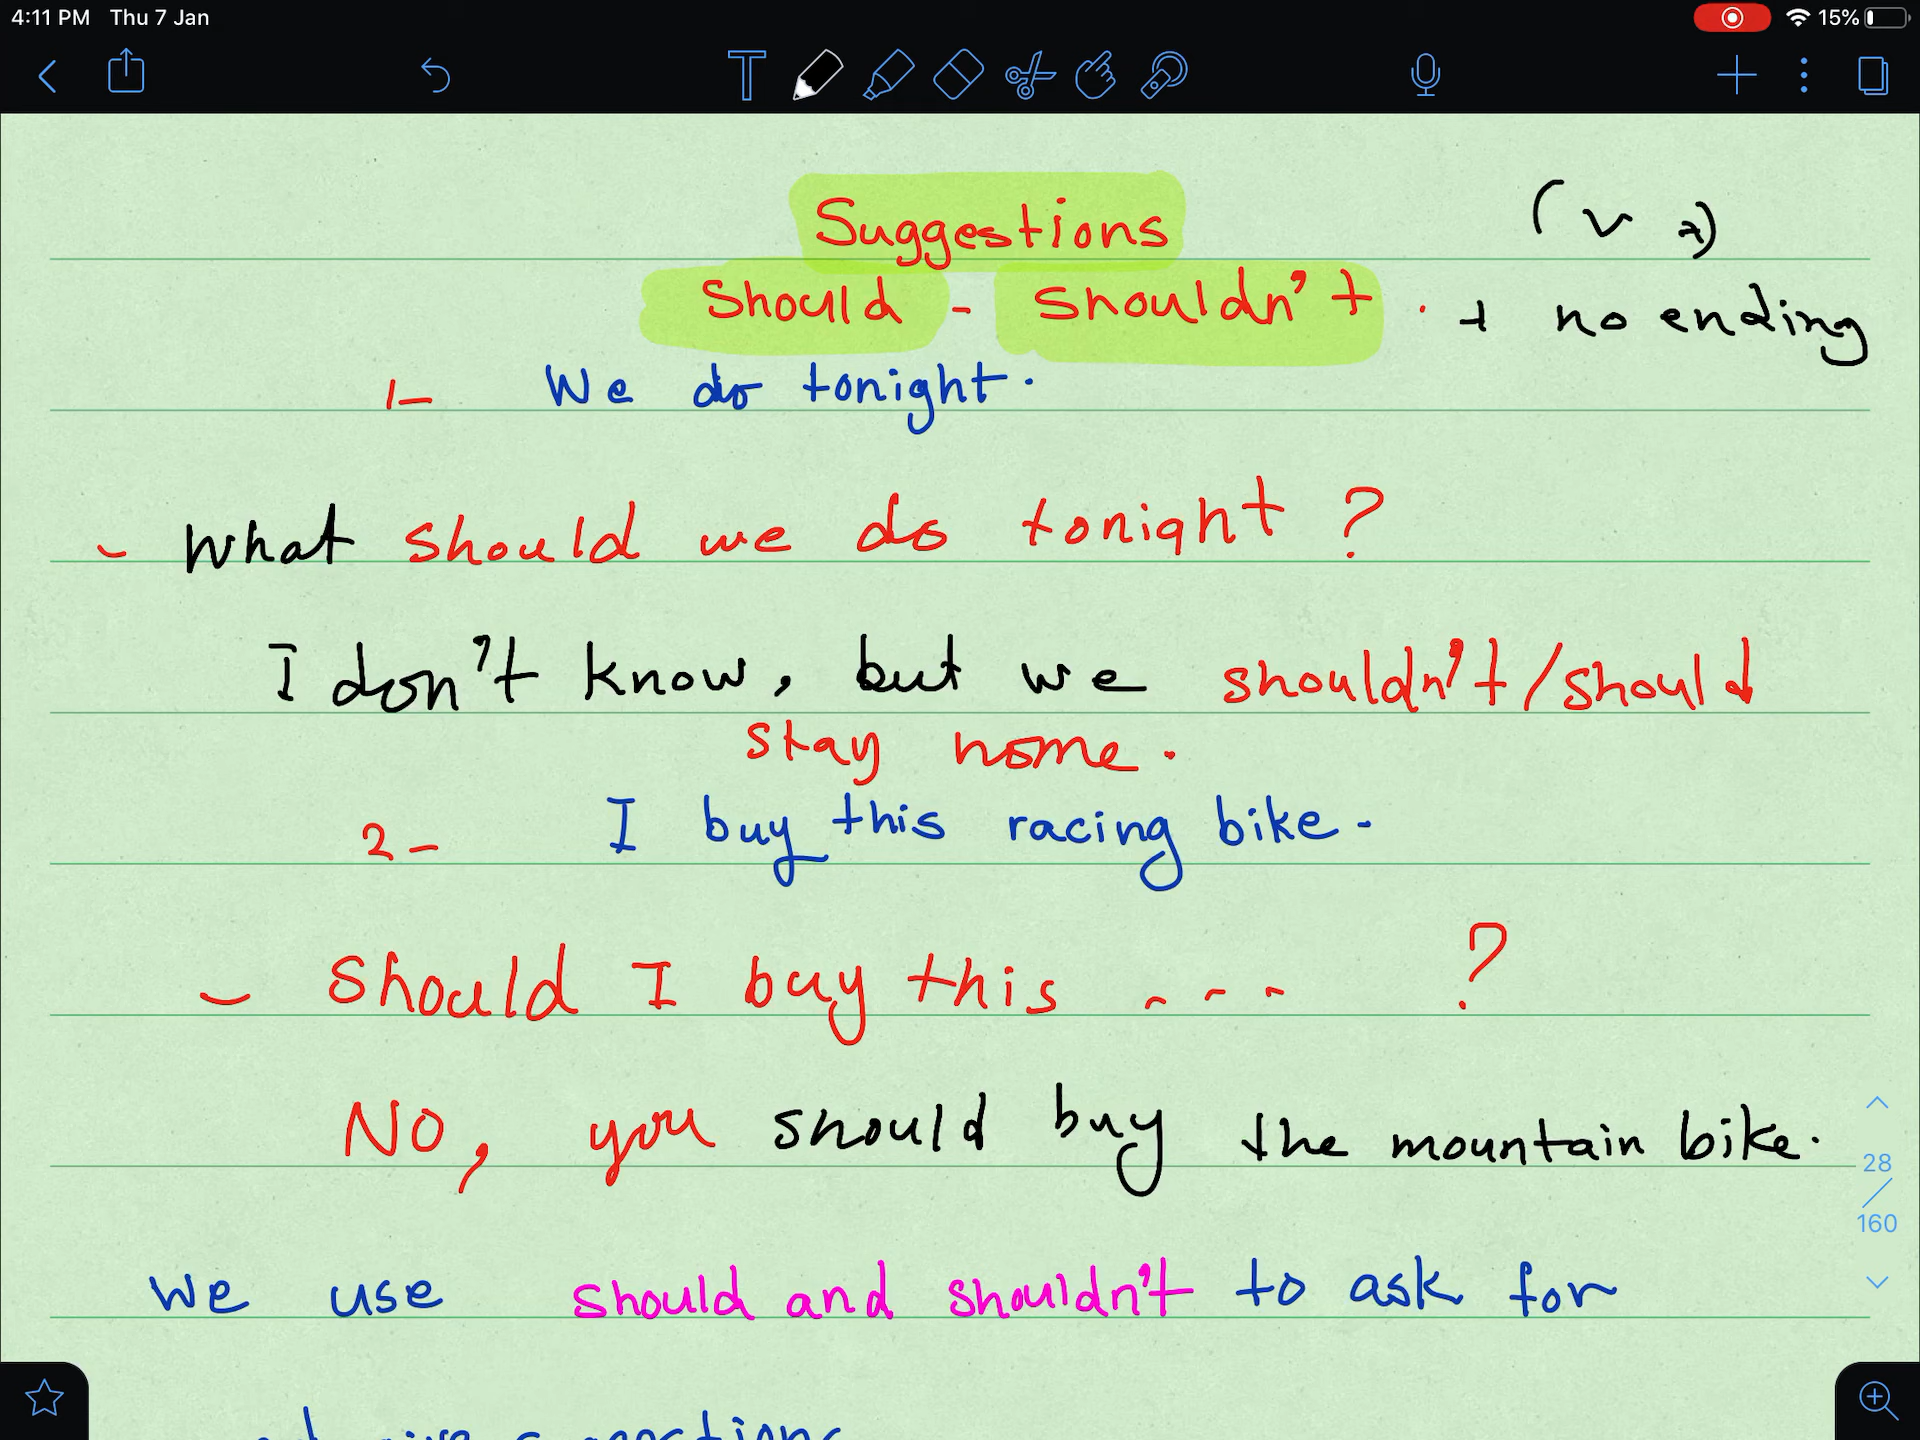 4:11 PM Thu 7 Jan 15%
Suggestions
(v )
Should - Shouldn't . + no ending
1- We do tonight.
- What should we do tonight ?
I don't know, but we shouldn't/should
stay home.
2- I buy this racing bike.
- Should I buy this - - - ?
NO, you should buy the mountain bike.
28
/
160
We use should and shouldn't to ask for
suggestions